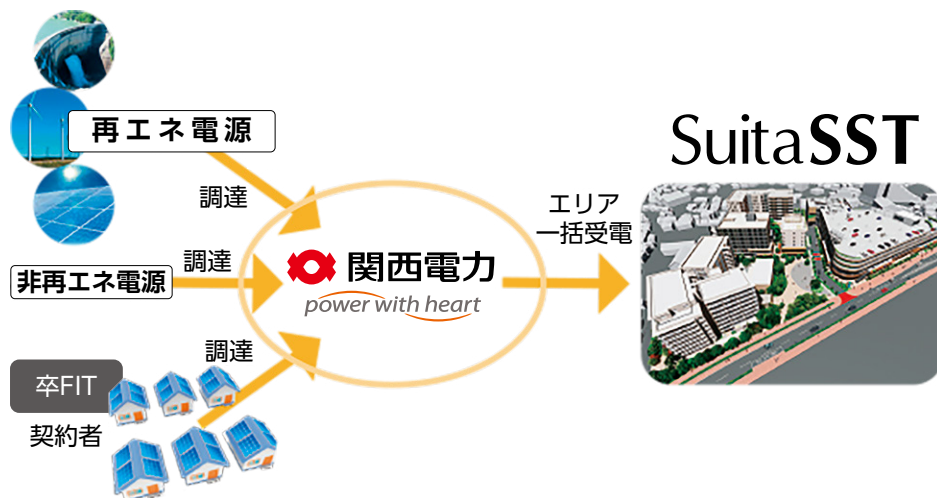 再エネ電源
調達
非再エネ電源
調達
卒FIT
契約者
調達
関西電力
power with heart
エリア
一括受電
SuitaSST